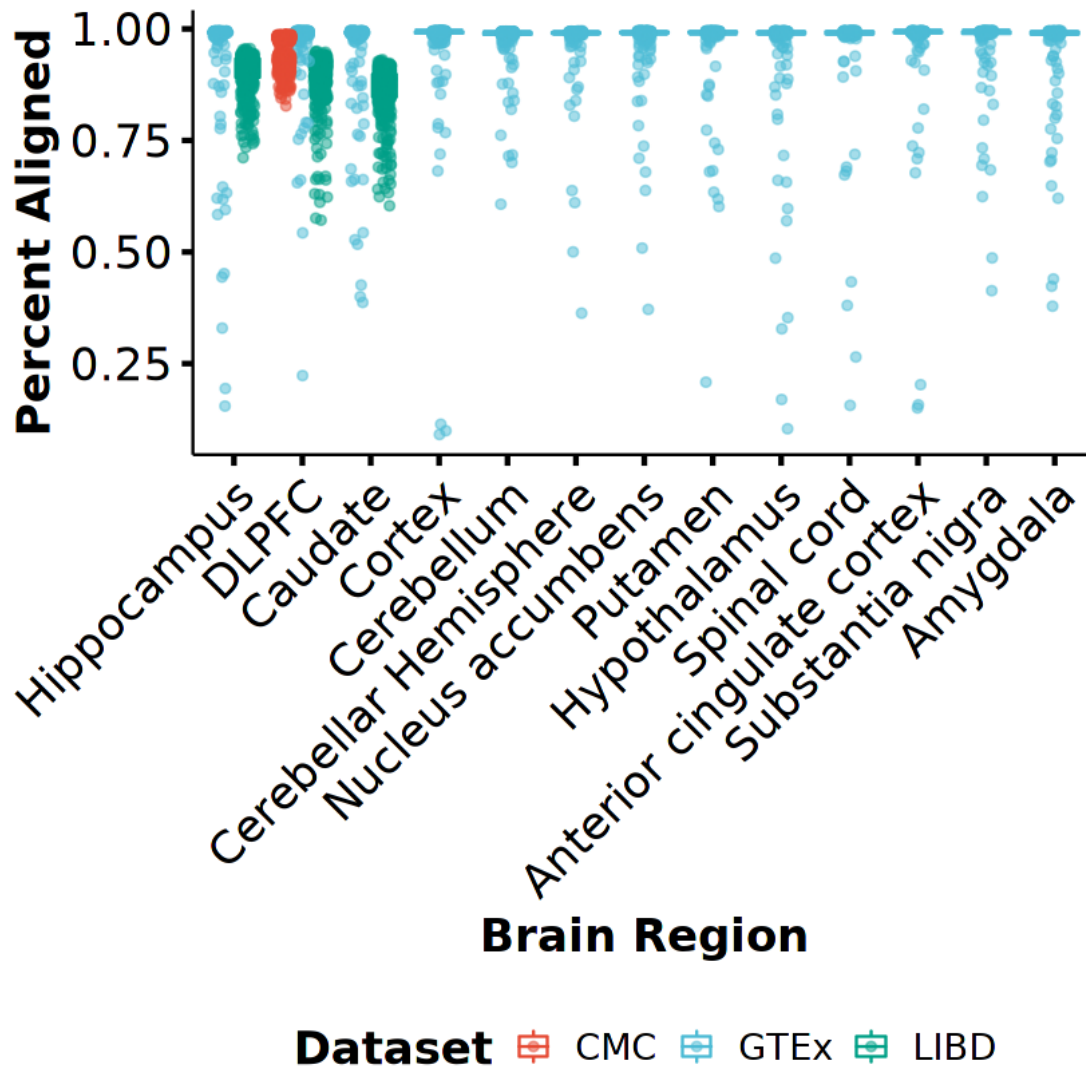 Percent Aligned
1.00
0.75
0.50
0.25
Hippocampus
DLPFC
Caudate
Cortex
Cerebellum
Cerebellar Hemisphere
Nucleus accumbens
Putamen
Hypothalamus
Spinal cord
Anterior cingulate cortex
Substantia nigra
Amygdala
Brain Region
Dataset CMC GTEx LIBD